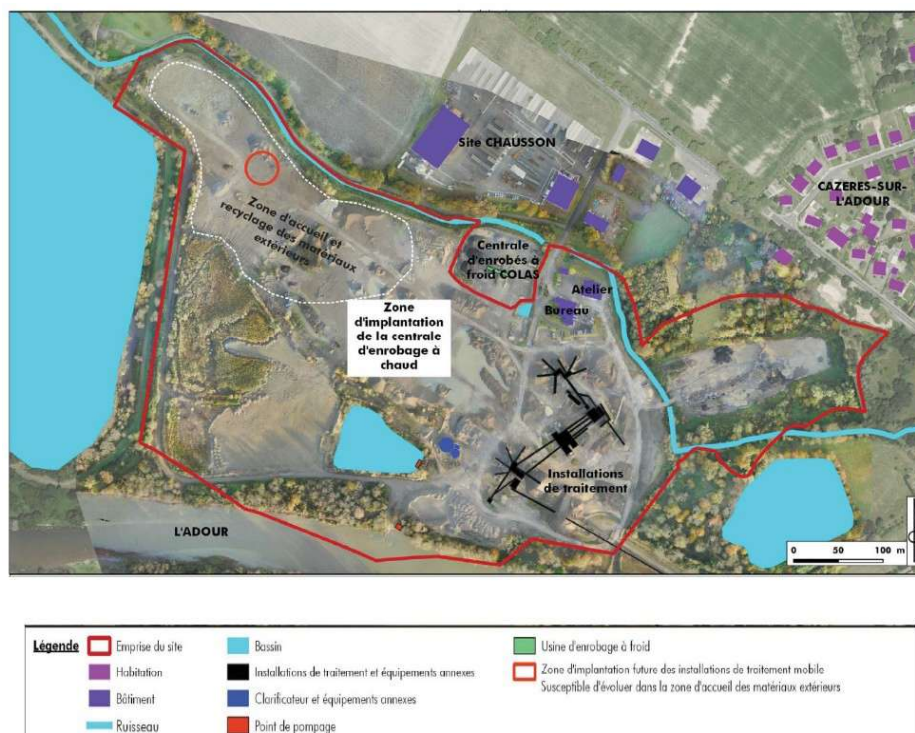 Site CHAUSSON
CAZERES-SUR-
L'ADOUR
Zone d'accueil et
recyclage des matériaux
extérieurs
Centrale
d'enrobés à
froid COLAS
Atelier
Bureau
Zone
d'implantation
de la centrale
d'enrobage à
chaud
Installations
de traitement
L'ADOUR
0 50 100 m
Légende
Emprise du site
Habitation
Bâtiment
Ruisseau
Bassin
Installations de traitement et équipements annexes
Clarificateur et équipements annexes
Point de pompage
Usine d'enrobage à froid
Zone d'implantation future des installations de traitement mobile
Susceptible d'évoluer dans la zone d'accueil des matériaux extérieurs